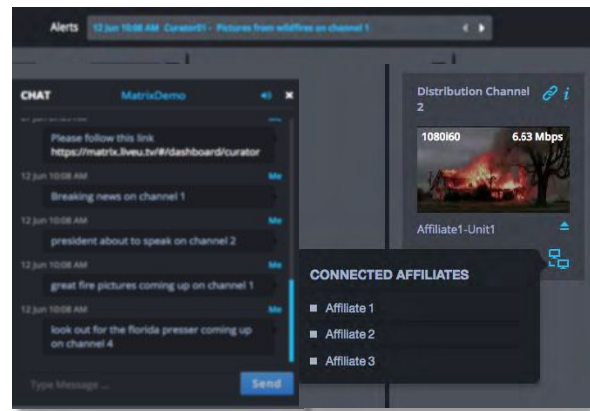 Alerts
12 Jun 10:08 AM Curator01 - Pictures from wildfires on channel 1
CHAT
MatrixDemo
Me
Please follow this link
https://matrix.liveu.tv/#/dashboard/curator
12 Jun 10:08 AM
Me
Breaking news on channel 1
12 Jun 10:08 AM
Me
president about to speak on channel 2
12 Jun 10:08 AM
Me
great fire pictures coming up on channel 1
12 Jun 10:08 AM
Me
look out for the florida presser coming up
on channel 4
Type Message ...
Send
Distribution Channel
2
1080i60
6.63 Mbps
Affiliate1-Unit1
CONNECTED AFFILIATES
Affiliate 1
Affiliate 2
Affiliate 3